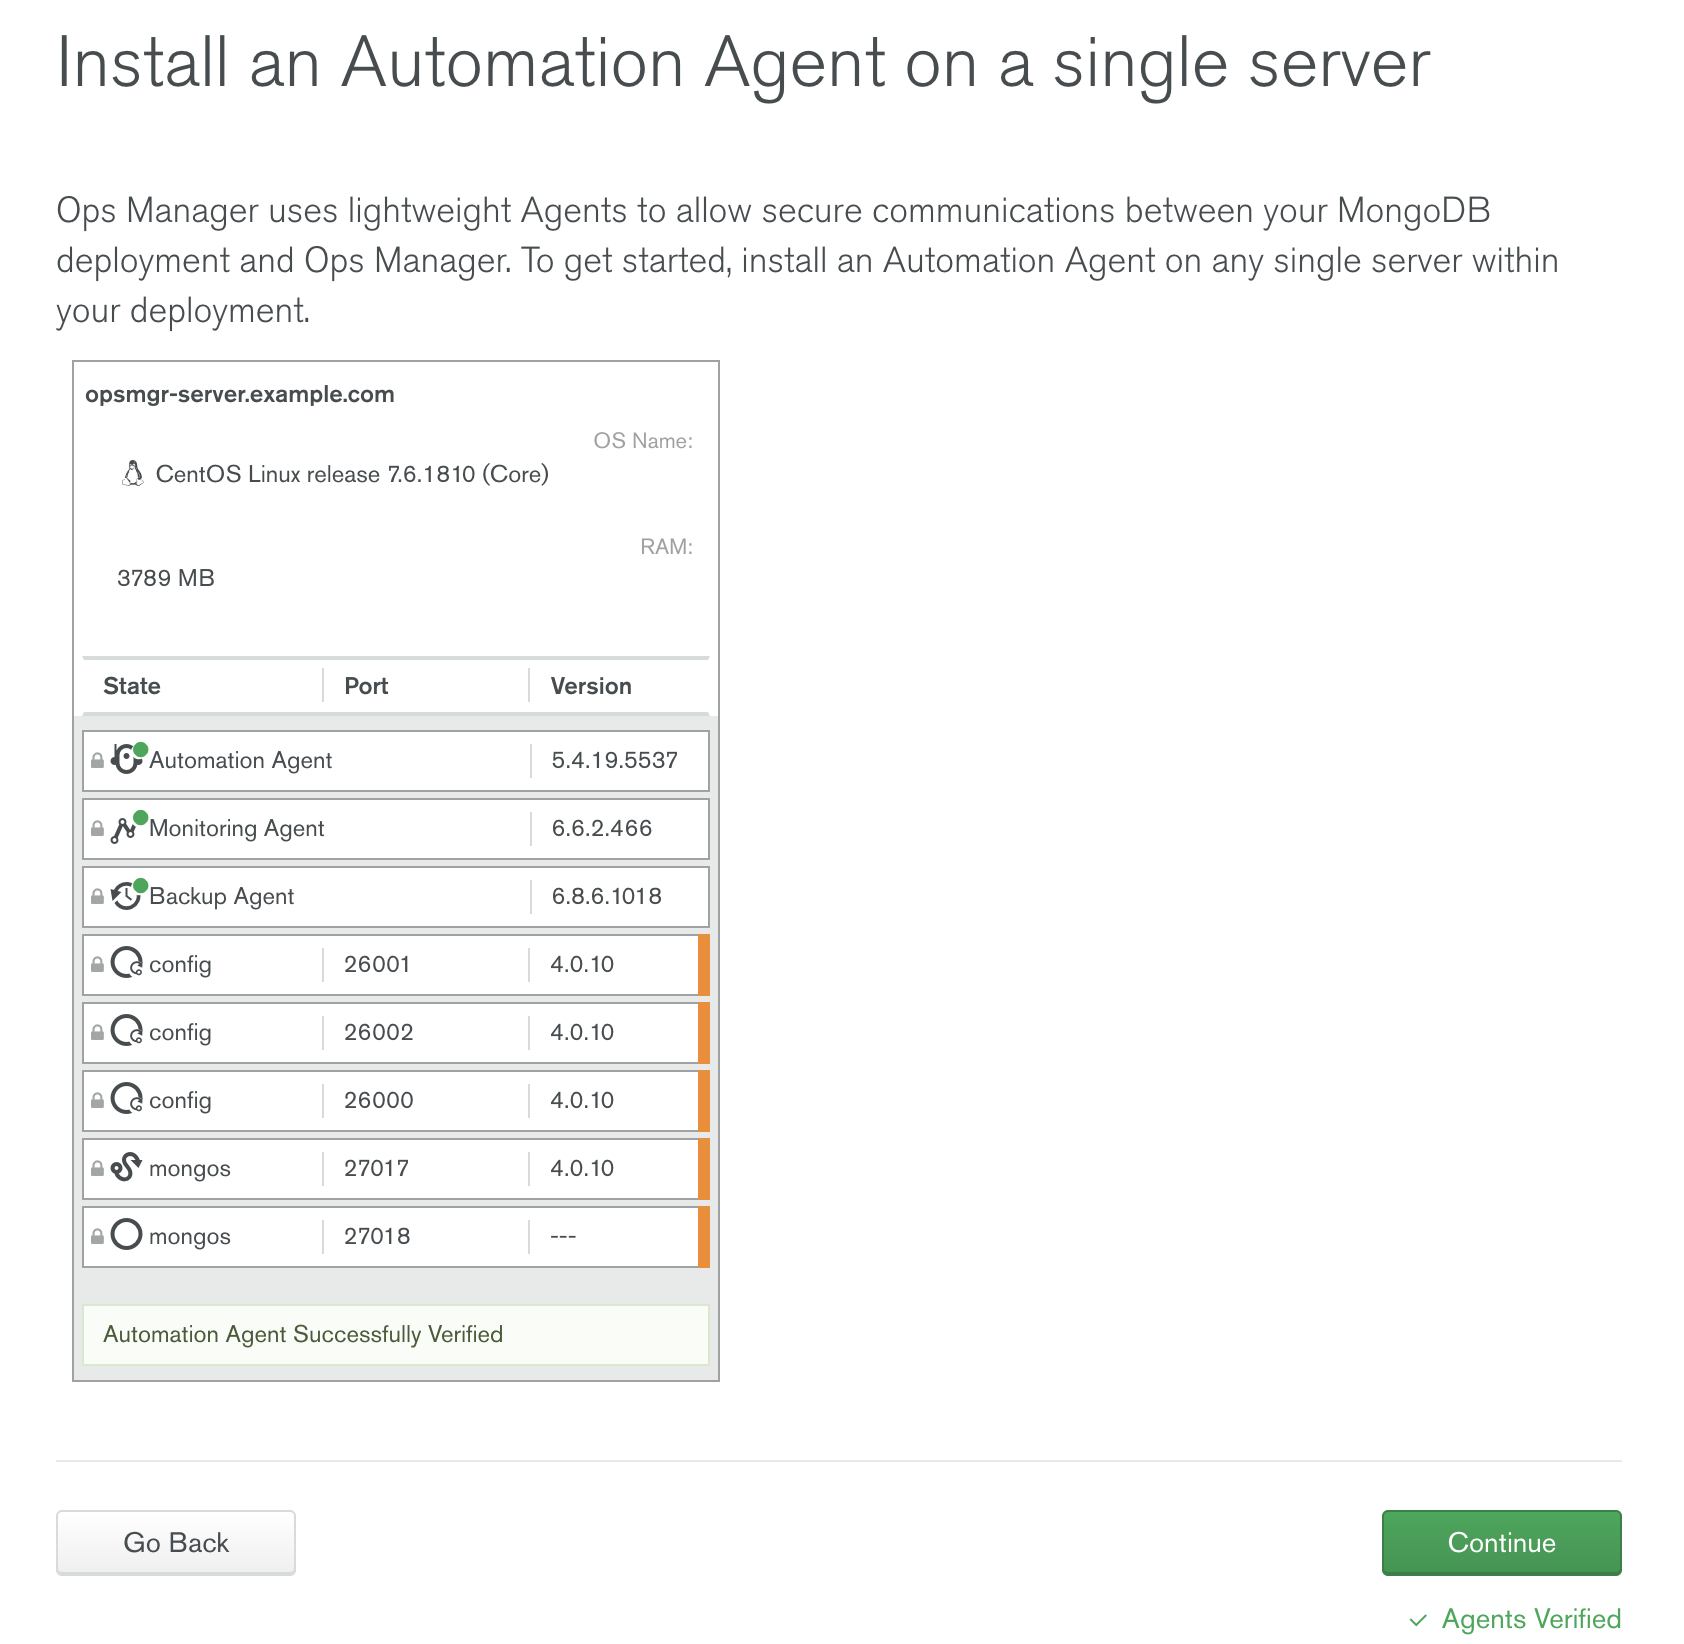 Install an Automation Agent on a single server
Ops Manager uses lightweight Agents to allow secure communications between your MongoDB
deployment and Ops Manager. To get started, install an Automation Agent on any single server within
your deployment.
opsmgr-server.example.com
OS Name:
CentOS Linux release 7.6.1810 (Core)
RAM:
3789 MB
State Port Version
Automation Agent 5.4.19.5537
Monitoring Agent 6.6.2.466
Backup Agent 6.8.6.1018
config 26001 4.0.10
config 26002 4.0.10
config 26000 4.0.10
mongos 27017 4.0.10
mongos 27018 ---
Automation Agent Successfully Verified
Go Back Continue
Agents Verified